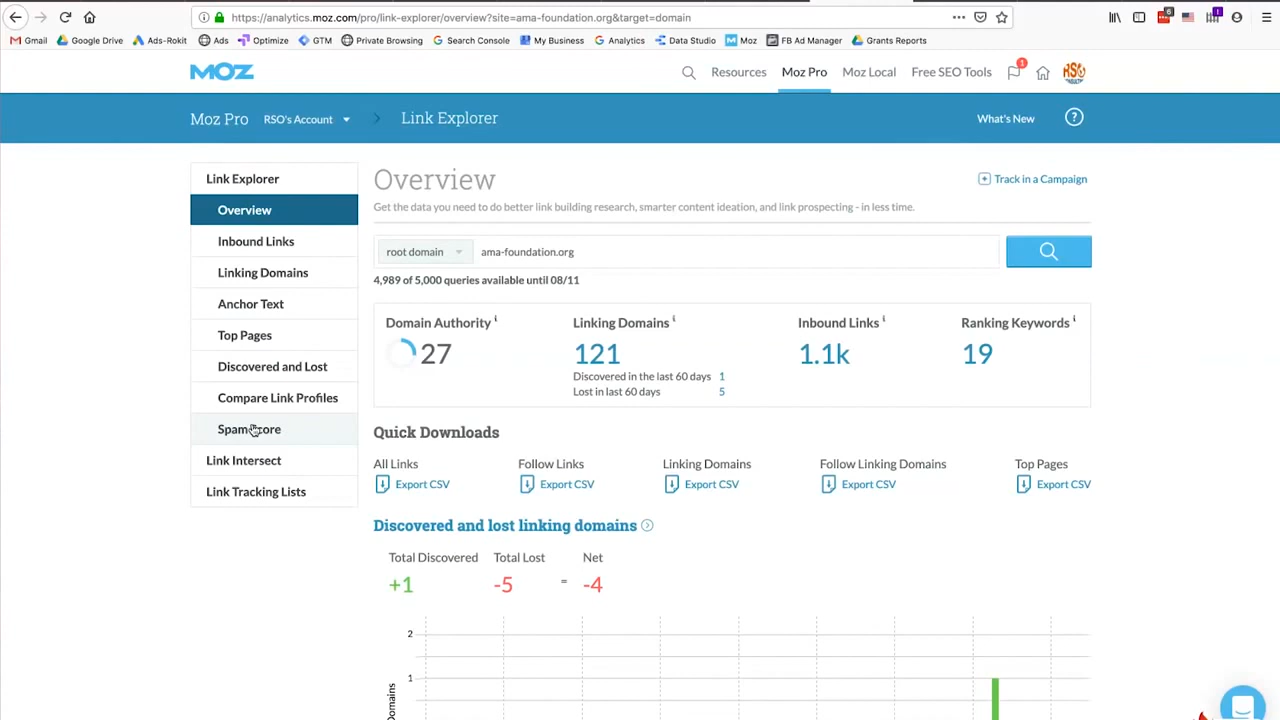 https://analytics.moz.com/pro/link-explorer/overview?site=ama-foundation.org&target=domain
6
1
Gmail Google Drive Ads-Rokit Ads Optimize GTM Private Browsing Search Console My Business Analytics Data Studio Moz FB Ad Manager Grants Reports
MOZ Resources Moz Pro Moz Local Free SEO Tools 1 RSO
Moz Pro RSO's Account Link Explorer What's New ?
Link Explorer
Overview
Inbound Links
Linking Domains
Anchor Text
Top Pages
Discovered and Lost
Compare Link Profiles
Spam Score
Link Intersect
Link Tracking Lists
Overview
Track in a Campaign
Get the data you need to do better link building research, smarter content ideation, and link prospecting - in less time.
root domain ama-foundation.org
4,989 of 5,000 queries available until 08/11
Domain Authority i Linking Domains i Inbound Links i Ranking Keywords i
27 121 1.1k 19
Discovered in the last 60 days 1
Lost in last 60 days 5
Quick Downloads
All Links Follow Links Linking Domains Follow Linking Domains Top Pages
Export CSV Export CSV Export CSV Export CSV Export CSV
Discovered and lost linking domains
Total Discovered Total Lost Net
+1 -5 = -4
2
1